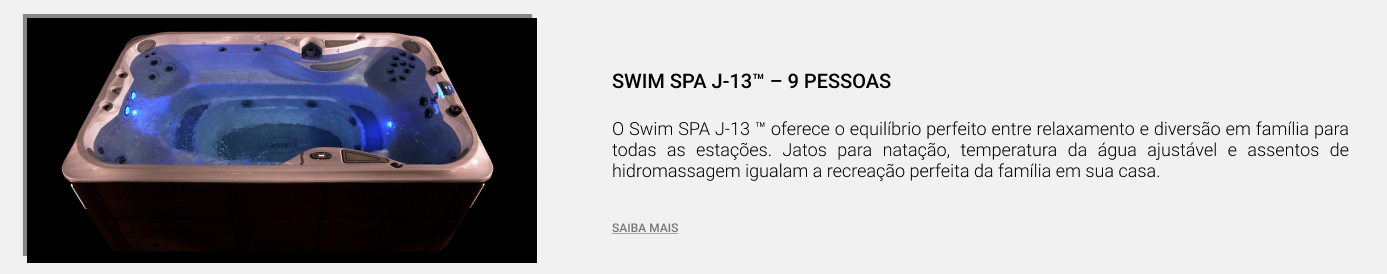 SWIM SPA J-13™ – 9 PESSOAS
O Swim SPA J-13 ™ oferece o equilíbrio perfeito entre relaxamento e diversão em família para
todas as estações. Jatos para natação, temperatura da água ajustável e assentos de
hidromassagem igualam a recreação perfeita da família em sua casa.
SAIBA MAIS